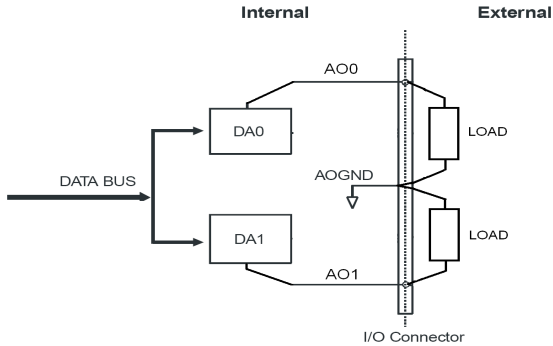 Internal
External
AO0
DA0
LOAD
DATA BUS
AOGND
DA1
LOAD
AO1
I/O Connector